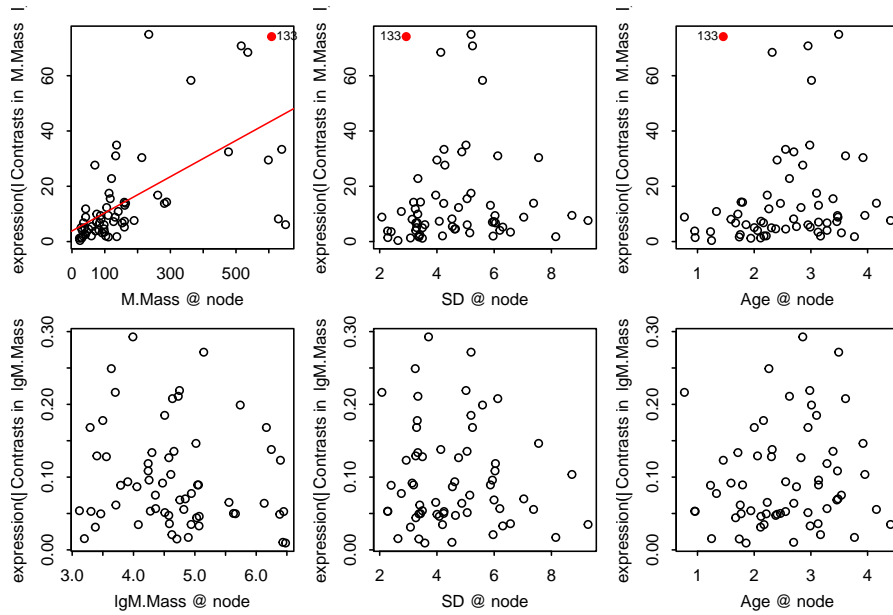 expression(| Contrasts in M.Mass |
0 20 40 60
133
0 100 300 500
M.Mass @ node
expression(| Contrasts in M.Mass |
0 20 40 60
133
2 4 6 8
SD @ node
expression(| Contrasts in M.Mass |
0 20 40 60
133
1 2 3 4
Age @ node
expression(| Contrasts in lgM.Mass
0.00 0.10 0.20 0.30
3.0 4.0 5.0 6.0
lgM.Mass @ node
expression(| Contrasts in lgM.Mass
0.00 0.10 0.20 0.30
2 4 6 8
SD @ node
expression(| Contrasts in lgM.Mass
0.00 0.10 0.20 0.30
1 2 3 4
Age @ node